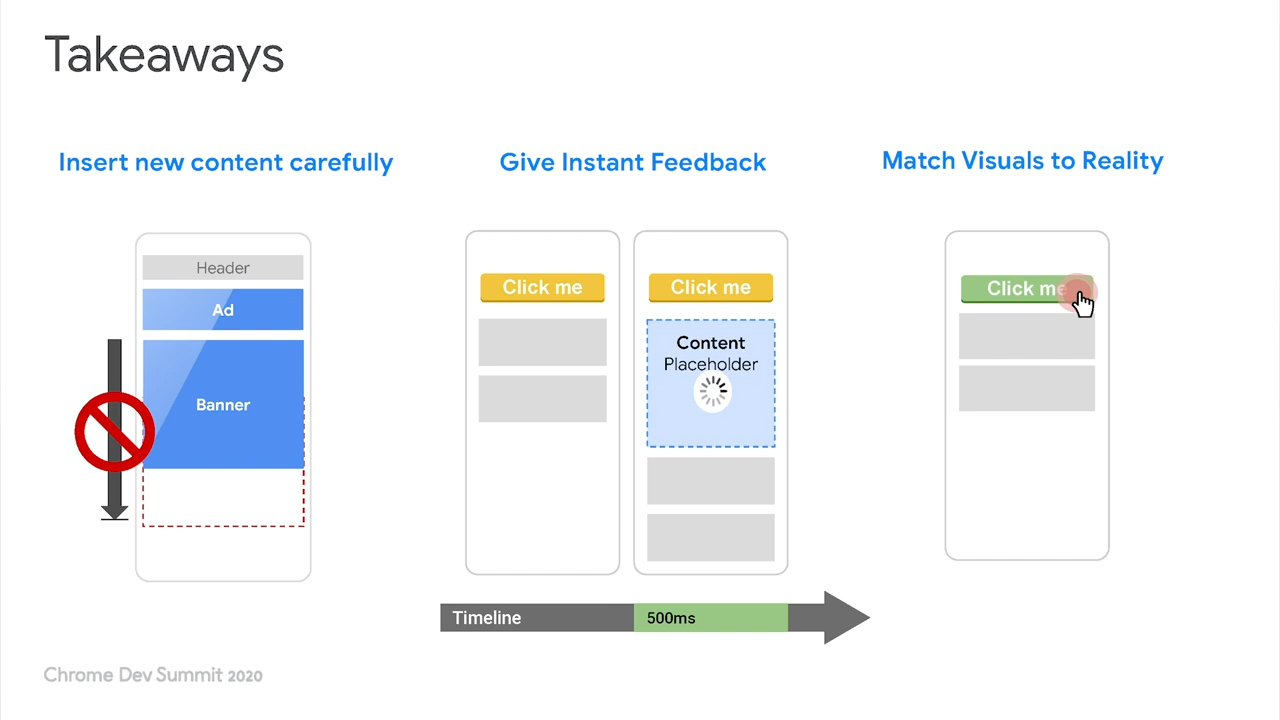 Takeaways
Insert new content carefully
Give Instant Feedback
Match Visuals to Reality
Header
Ad
Banner
Click me
Click me
Content
Placeholder
Click me
Timeline
500ms
Chrome Dev Summit 2020